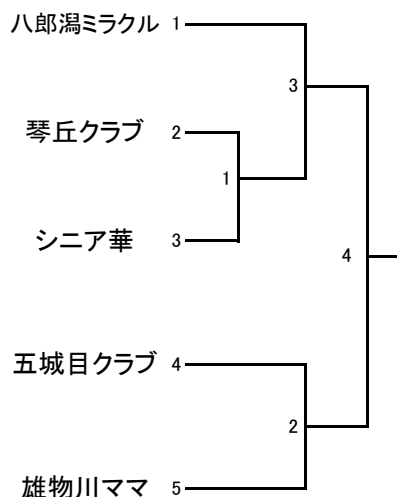 八郎潟ミラクル 1
3
琴丘クラブ 2
1
シニア華 3
4
五城目クラブ 4
2
雄物川ママ 5